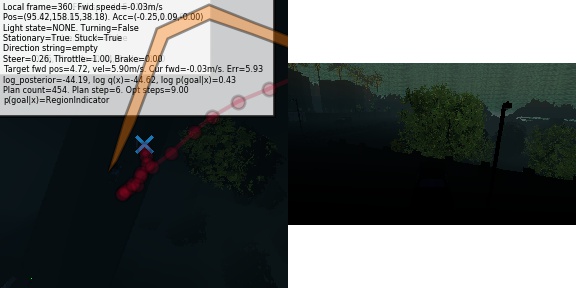 Local frame=360. Fwd speed=-0.03m/s
Pos=(95.42,158.15,38.18). Acc=(-0.25,0.09,-0.00)
Light state=NONE. Turning=False
Stationary=True. Stuck=True
Direction string=empty
Steer=0.26, Throttle=1.00, Brake=0.00
Target fwd pos=4.72, vel=5.90m/s. Cur fwd=-0.03m/s. Err=5.93
log_posterior=-44.19, log q(x)=-44.62, log p(goal|x)=0.43
Plan count=454. Plan step=6. Opt steps=9.00
p(goal|x)=RegionIndicator